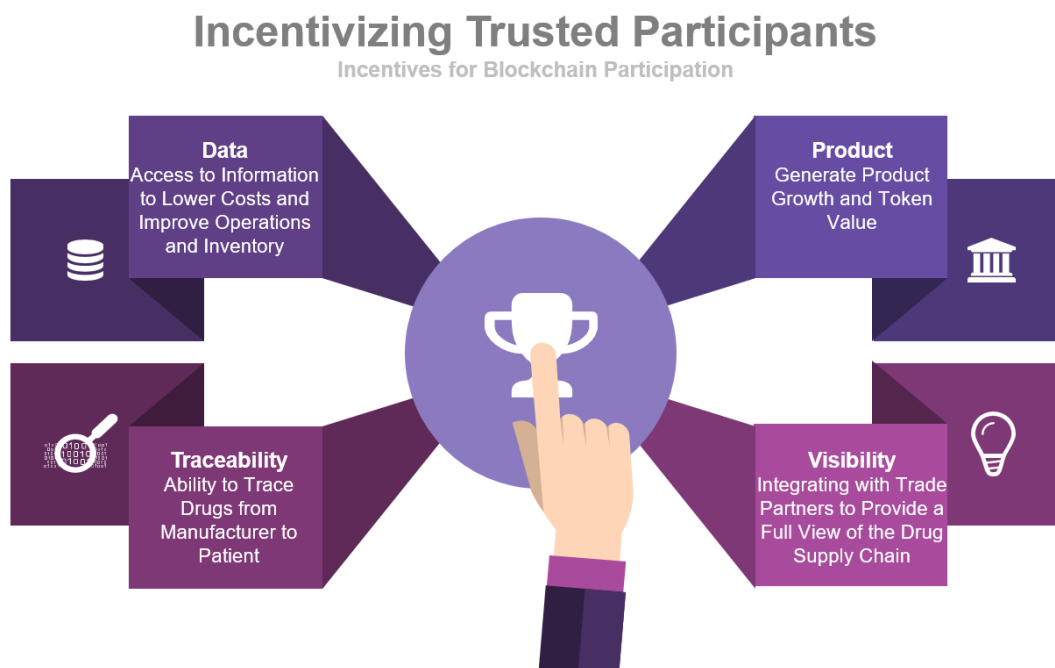 Incentivizing Trusted Participants
Incentives for Blockchain Participation
Data
Access to Information
to Lower Costs and
Improve Operations
and Inventory
Product
Generate Product
Growth and Token
Value
Traceability
Ability to Trace
Drugs from
Manufacturer to
Patient
Visibility
Integrating with Trade
Partners to Provide a
Full View of the Drug
Supply Chain